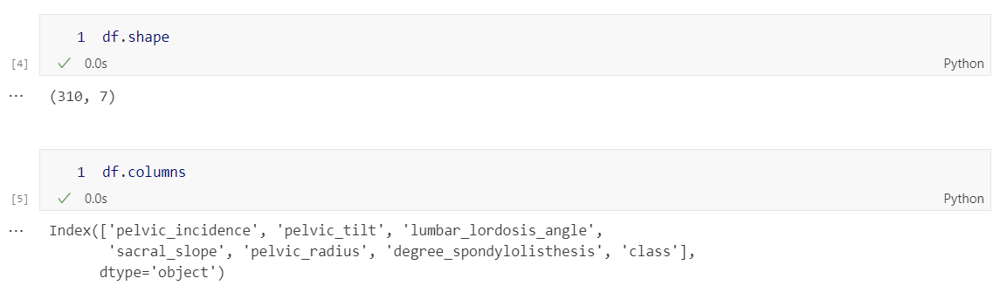 1 df.shape
[4] ✓ 0.0s Python
... (310, 7)
1 df.columns
[5] ✓ 0.0s Python
... Index(['pelvic_incidence', 'pelvic_tilt', 'lumbar_lordosis_angle',
'sacral_slope', 'pelvic_radius', 'degree_spondylolisthesis', 'class'],
dtype='object')